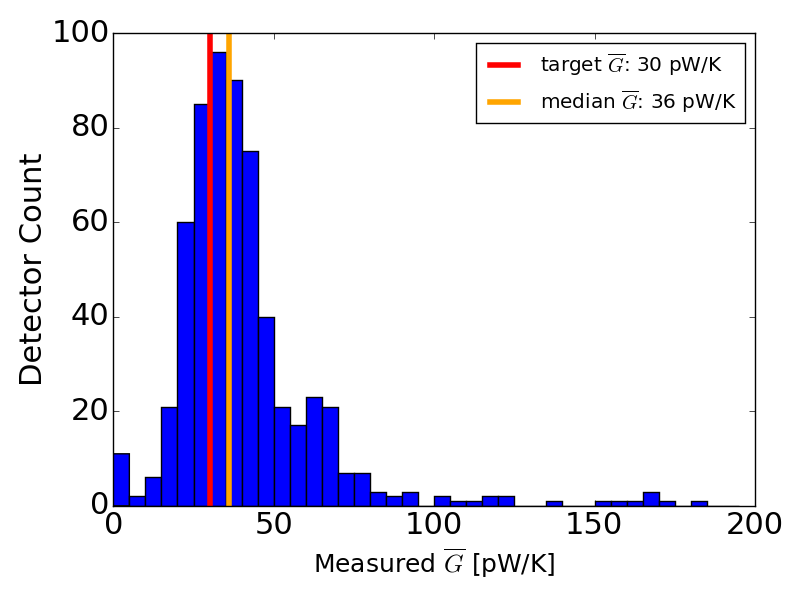 100
80
60
40
20
0
0 50 100 150 200
Detector Count
Measured G̅ [pW/K]
target G̅: 30 pW/K
median G̅: 36 pW/K